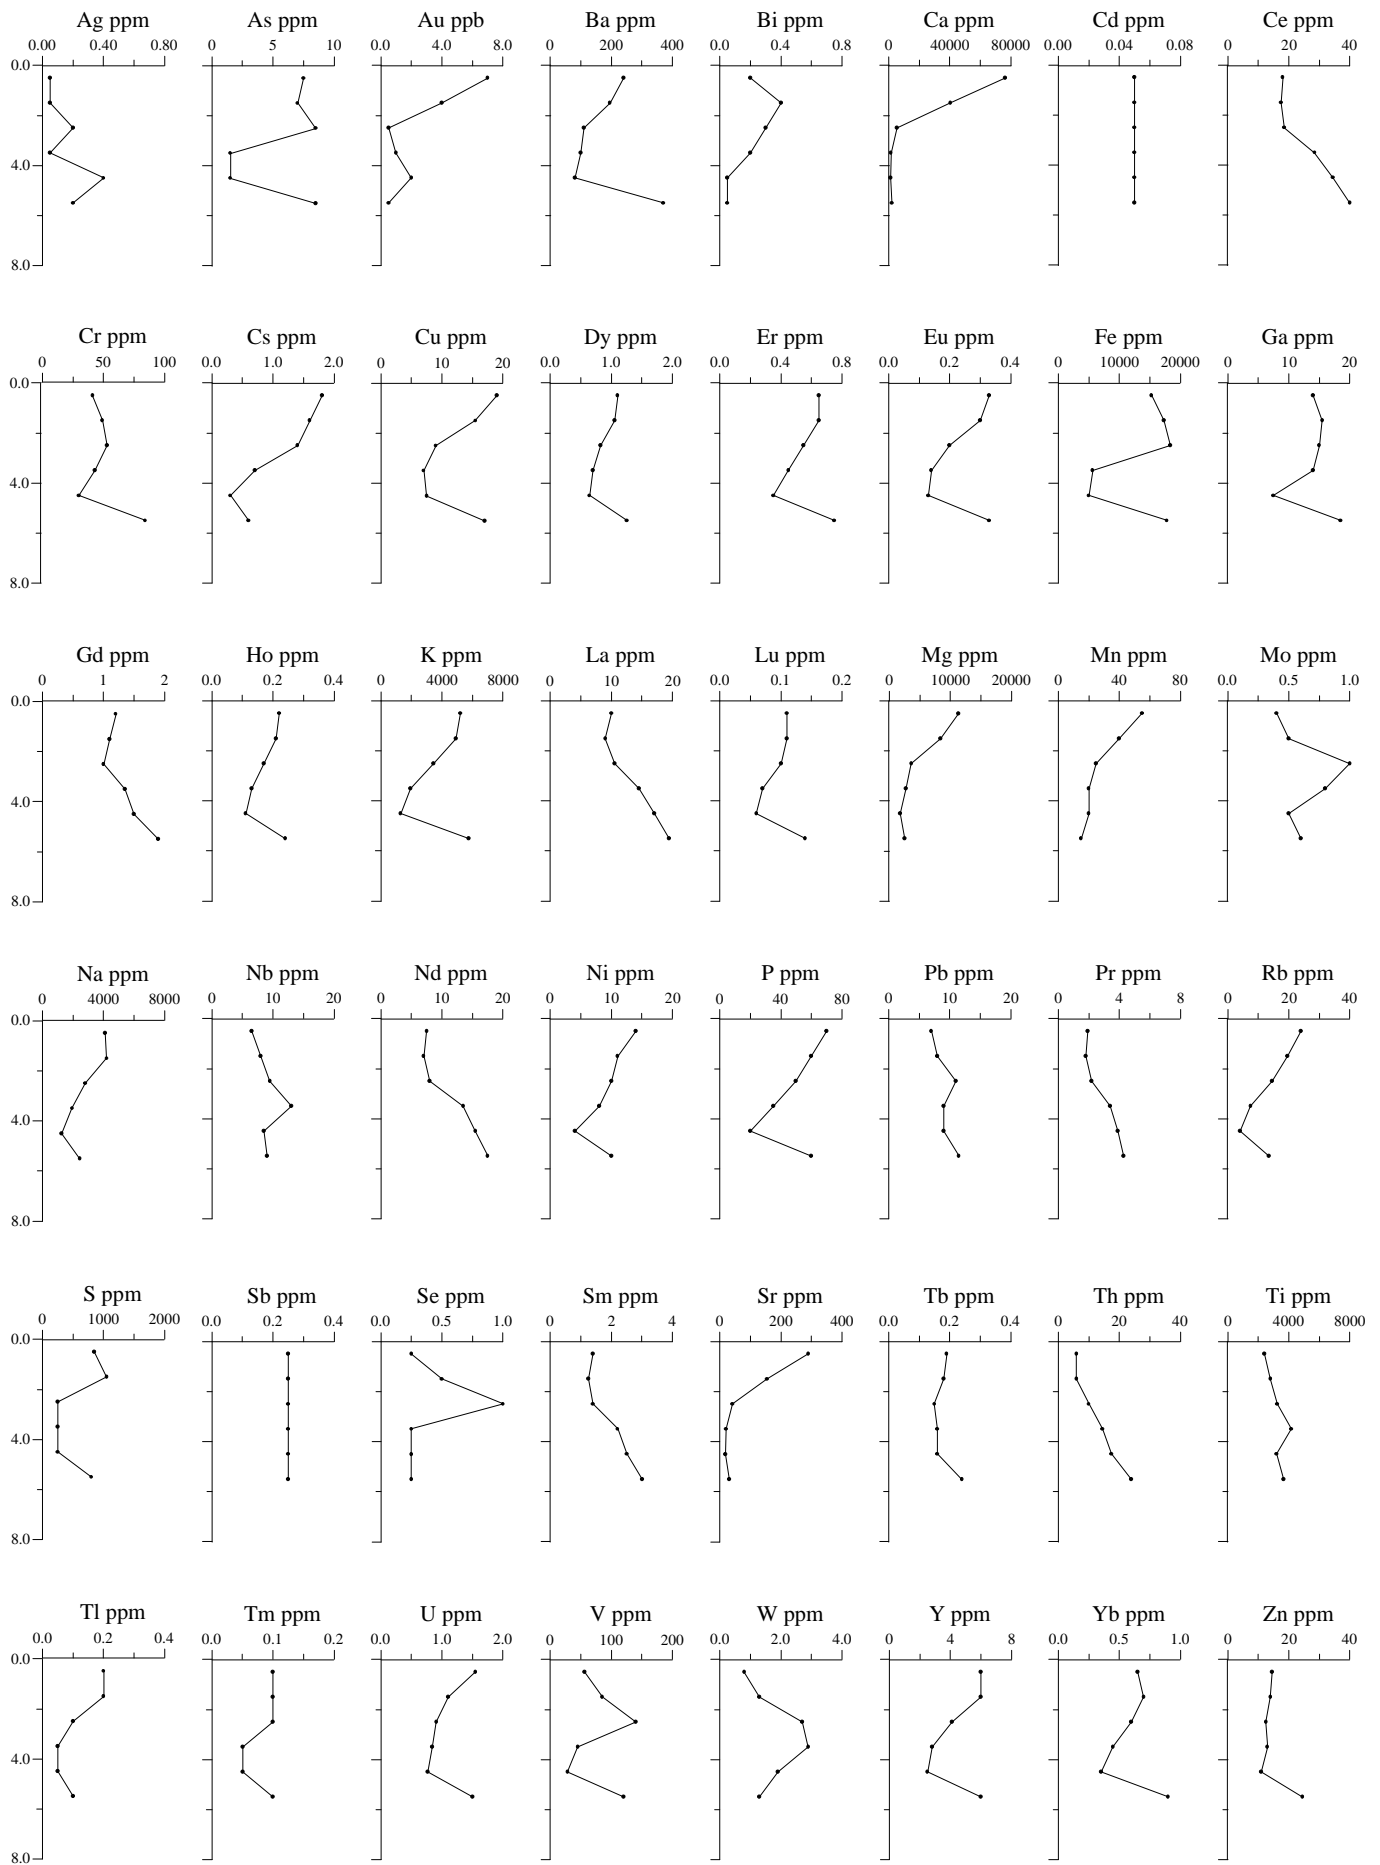 Ag ppm As ppm Au ppb Ba ppm Bi ppm Ca ppm Cd ppm Ce ppm
0.00 0.40 0.80 0 5 10 0.0 4.0 8.0 0 200 400 0.0 0.4 0.8 0 40000 80000 0.00 0.04 0.08 0 20 40
0.0
4.0
8.0
Cr ppm Cs ppm Cu ppm Dy ppm Er ppm Eu ppm Fe ppm Ga ppm
0 50 100 0.0 1.0 2.0 0 10 20 0.0 1.0 2.0 0.0 0.4 0.8 0.0 0.2 0.4 0 10000 20000 0 10 20
0.0
4.0
8.0
Gd ppm Ho ppm K ppm La ppm Lu ppm Mg ppm Mn ppm Mo ppm
0 1 2 0.0 0.2 0.4 0 4000 8000 0 10 20 0.0 0.1 0.2 0 10000 20000 0 40 80 0.0 0.5 1.0
0.0
4.0
8.0
Na ppm Nb ppm Nd ppm Ni ppm P ppm Pb ppm Pr ppm Rb ppm
0 4000 8000 0 10 20 0 10 20 0 10 20 0 40 80 0 10 20 0 4 8 0 20 40
0.0
4.0
8.0
S ppm Sb ppm Se ppm Sm ppm Sr ppm Tb ppm Th ppm Ti ppm
0 1000 2000 0.0 0.2 0.4 0.0 0.5 1.0 0 2 4 0 200 400 0.0 0.2 0.4 0 20 40 0 4000 8000
0.0
4.0
8.0
Tl ppm Tm ppm U ppm V ppm W ppm Y ppm Yb ppm Zn ppm
0.0 0.2 0.4 0.0 0.1 0.2 0.0 1.0 2.0 0 100 200 0.0 2.0 4.0 0 4 8 0.0 0.5 1.0 0 20 40
0.0
4.0
8.0